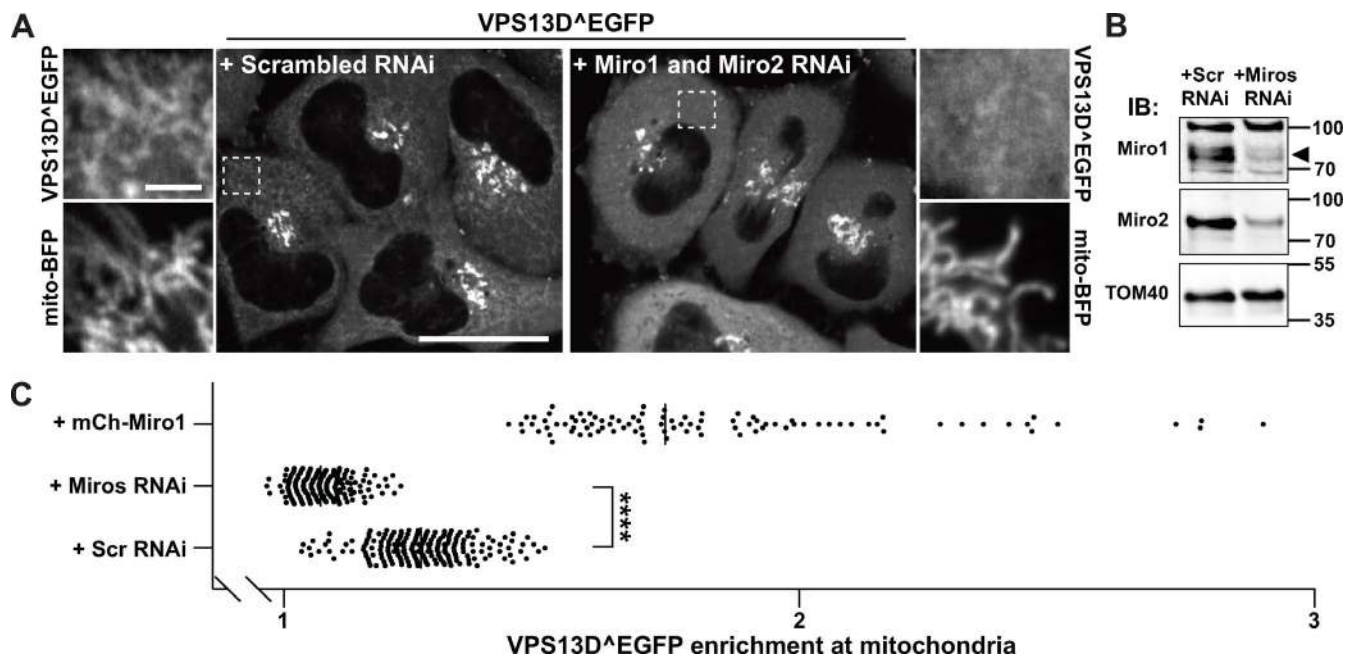 A
VPS13D^EGFP
B
VPS13D^EGFP
+ Scrambled RNAi
+ Miro1 and Miro2 RNAi
VPS13D^EGFP
mito-BFP
mito-BFP
+Scr +Miros
IB: RNAi RNAi
100
Miro1
70
100
Miro2
70
55
TOM40
35
C
+ mCh-Miro1
+ Miros RNAi
****
+ Scr RNAi
1 2 3
VPS13D^EGFP enrichment at mitochondria